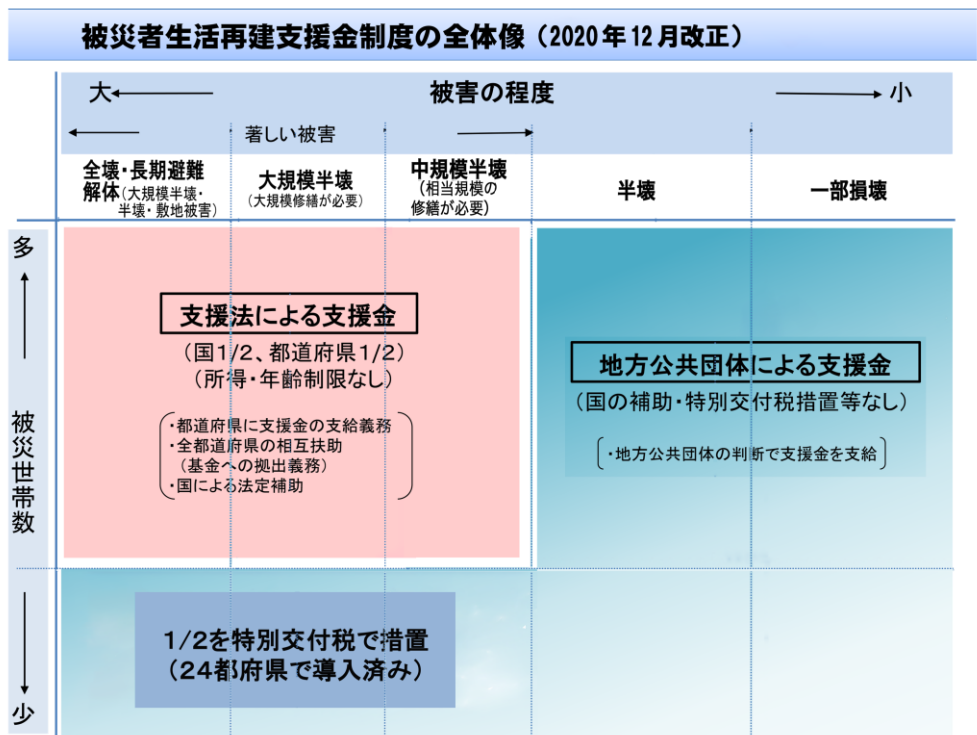 被災者生活再建支援金制度の全体像（2020年12月改正）
大
被害の程度
小
著しい被害
全壊・長期避難
解体(大規模半壊・
半壊・敷地被害)
大規模半壊
(大規模修繕が必要)
中規模半壊
(相当規模の
修繕が必要)
半壊
一部損壊
多
被災世帯数
少
支援法による支援金
（国1/2、都道府県1/2）
（所得・年齢制限なし）
・都道府県に支援金の支給義務
・全都道府県の相互扶助
（基金への拠出義務）
・国による法定補助
地方公共団体による支援金
（国の補助・特別交付税措置等なし）
・地方公共団体の判断で支援金を支給
1/2を特別交付税で措置
（24都府県で導入済み）